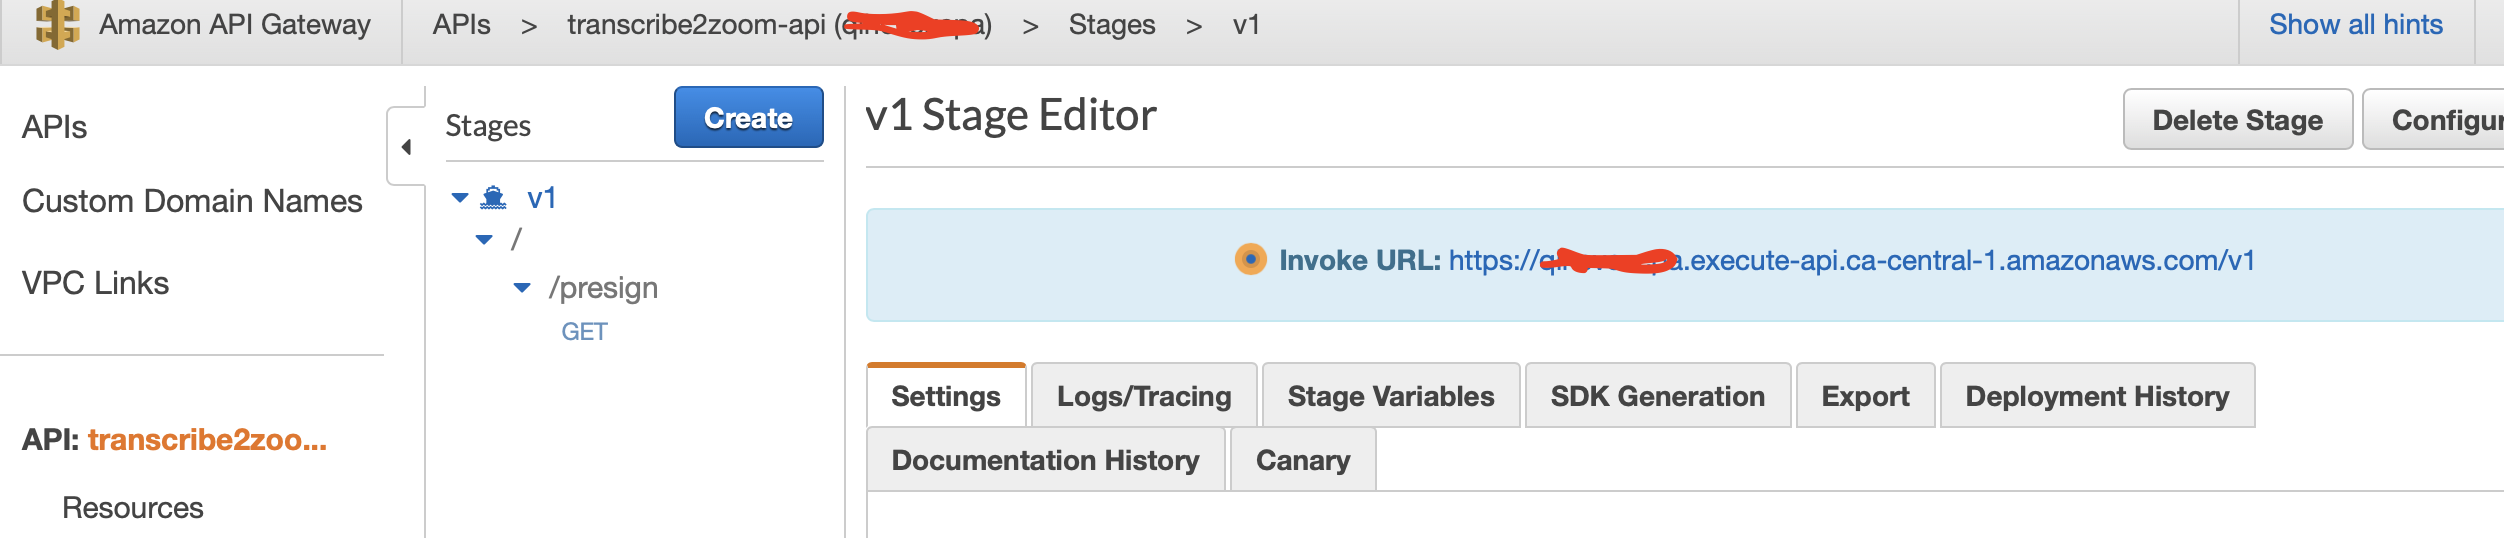 Amazon API Gateway APIs > transcribe2zoom-api ( ) > Stages > v1 Show all hints
APIs
Custom Domain Names
VPC Links
API: transcribe2zoo...
Resources
Stages Create
v1
/
/presign
GET
v1 Stage Editor Delete Stage Configur
Invoke URL: https:// .execute-api.ca-central-1.amazonaws.com/v1
Settings Logs/Tracing Stage Variables SDK Generation Export Deployment History
Documentation History Canary